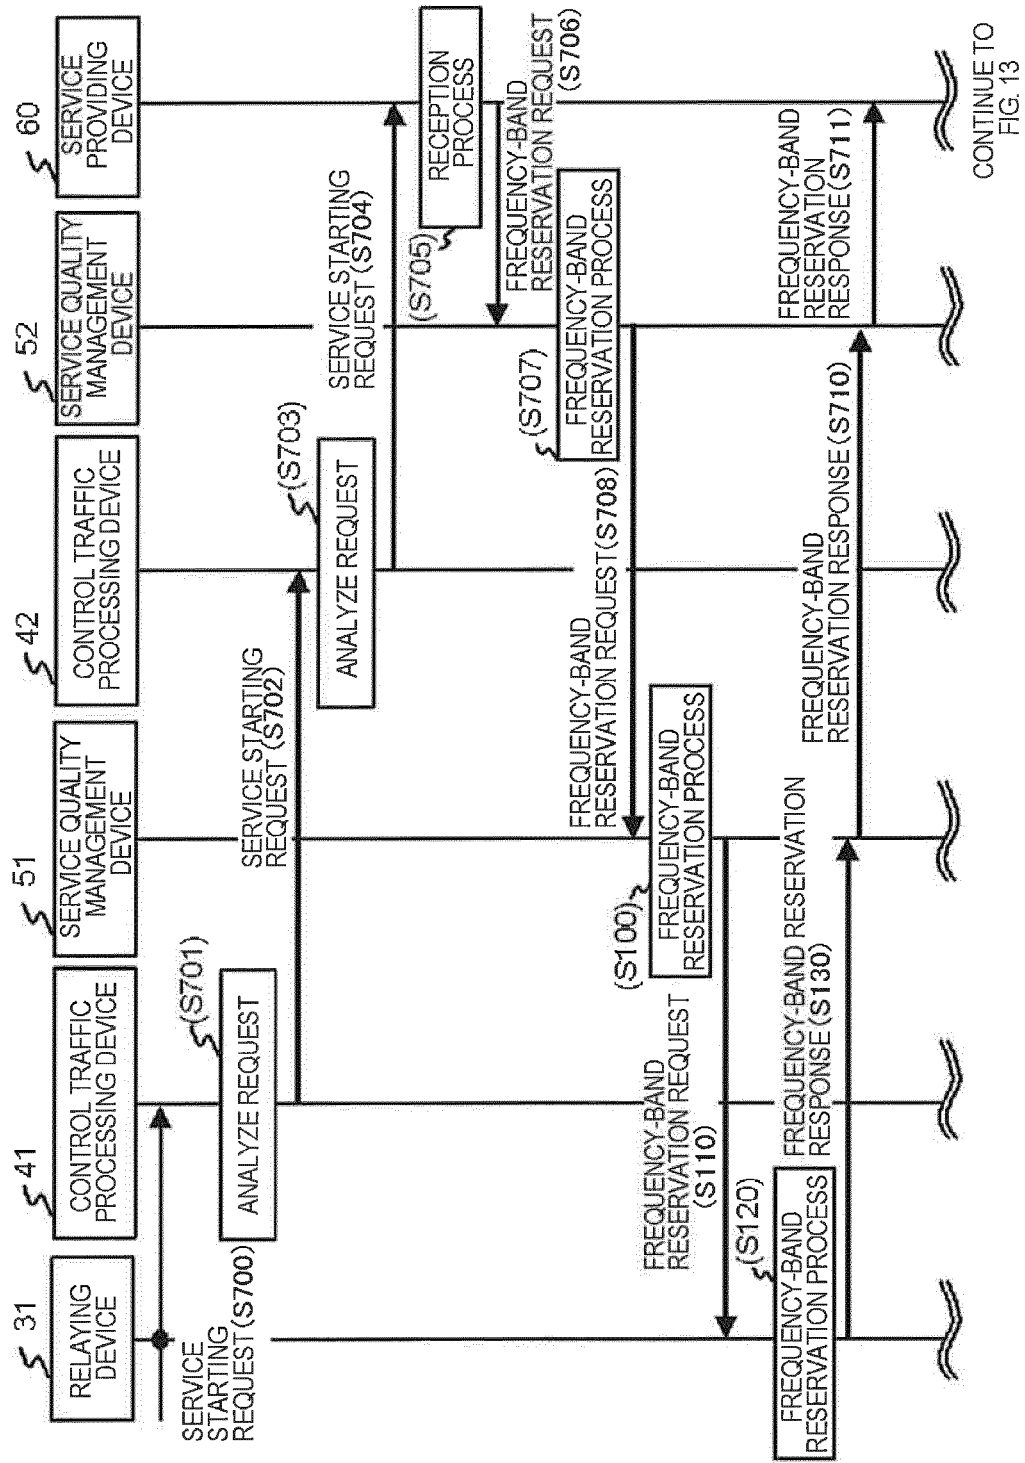 31
RELAYING
DEVICE
41
CONTROL TRAFFIC
PROCESSING DEVICE
51
SERVICE QUALITY
MANAGEMENT
DEVICE
42
CONTROL TRAFFIC
PROCESSING DEVICE
52
SERVICE QUALITY
MANAGEMENT
DEVICE
60
SERVICE
PROVIDING
DEVICE
SERVICE
STARTING
REQUEST(S700)
(S701)
ANALYZE REQUEST
SERVICE STARTING
REQUEST (S702)
(S703)
ANALYZE REQUEST
SERVICE STARTING
REQUEST(S704)
(S705)
RECEPTION
PROCESS
FREQUENCY-BAND
RESERVATION REQUEST
(S706)
(S707)
FREQUENCY-BAND
RESERVATION PROCESS
FREQUENCY-BAND
RESERVATION REQUEST(S708)
(S100)
FREQUENCY-BAND
RESERVATION PROCESS
FREQUENCY-BAND
RESERVATION REQUEST
(S110)
(S120)
FREQUENCY-BAND
RESERVATION PROCESS
FREQUENCY-BAND RESERVATION
RESPONSE(S130)
FREQUENCY-BAND
RESERVATION RESPONSE(S710)
FREQUENCY-BAND
RESERVATION
RESPONSE(S711)
CONTINUE TO
FIG. 13